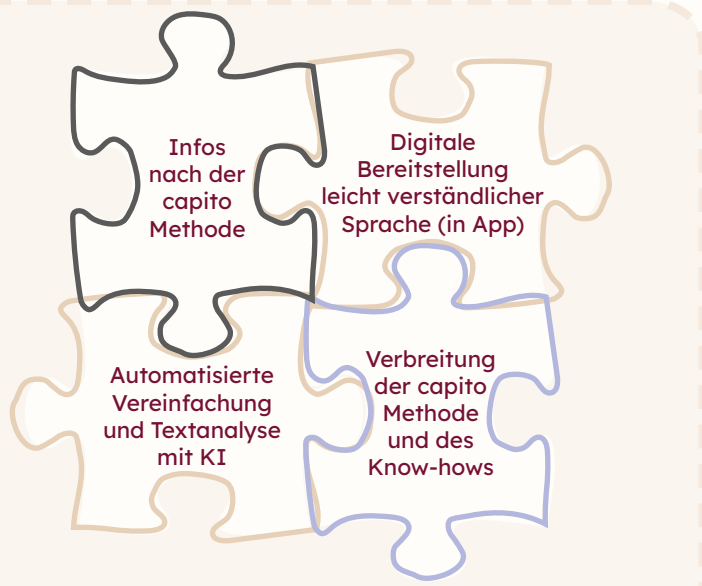 Infos
nach der
capito
Methode
Digitale
Bereitstellung
leicht verständlicher
Sprache (in App)
Automatisierte
Vereinfachung
und Textanalyse
mit KI
Verbreitung
der capito
Methode
und des
Know-hows